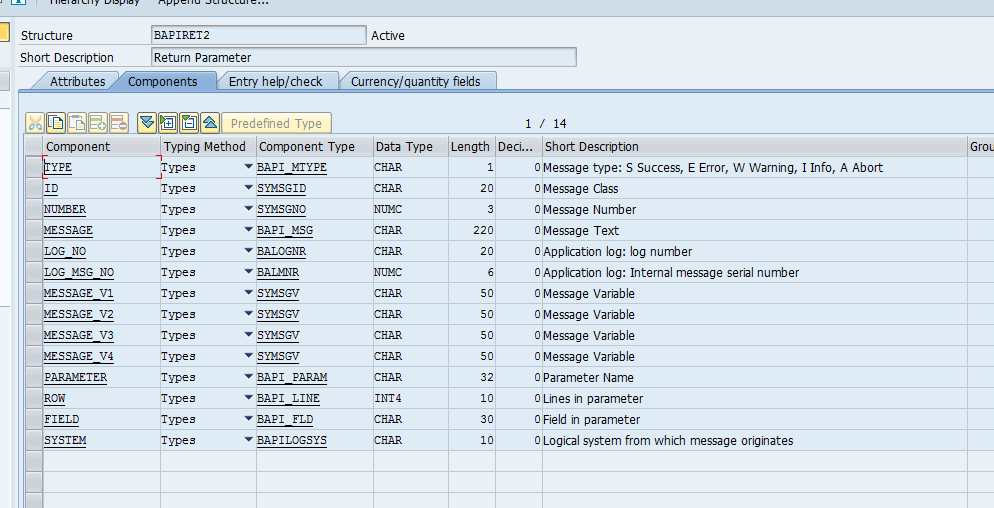 Hierarchy Display Append Structure...
Structure BAPIRET2 Active
Short Description Return Parameter
Attributes Components Entry help/check Currency/quantity fields
Predefined Type 1 / 14
Component Typing Method Component Type Data Type Length Deci... Short Description Grou
TYPE Types BAPI_MTYPE CHAR 1 0 Message type: S Success, E Error, W Warning, I Info, A Abort
ID Types SYMSGID CHAR 20 0 Message Class
NUMBER Types SYMSGNO NUMC 3 0 Message Number
MESSAGE Types BAPI_MSG CHAR 220 0 Message Text
LOG_NO Types BALOGNR CHAR 20 0 Application log: log number
LOG_MSG_NO Types BALMNR NUMC 6 0 Application log: Internal message serial number
MESSAGE_V1 Types SYMSGV CHAR 50 0 Message Variable
MESSAGE_V2 Types SYMSGV CHAR 50 0 Message Variable
MESSAGE_V3 Types SYMSGV CHAR 50 0 Message Variable
MESSAGE_V4 Types SYMSGV CHAR 50 0 Message Variable
PARAMETER Types BAPI_PARAM CHAR 32 0 Parameter Name
ROW Types BAPI_LINE INT4 10 0 Lines in parameter
FIELD Types BAPI_FLD CHAR 30 0 Field in parameter
SYSTEM Types BAPILOGSYS CHAR 10 0 Logical system from which message originates